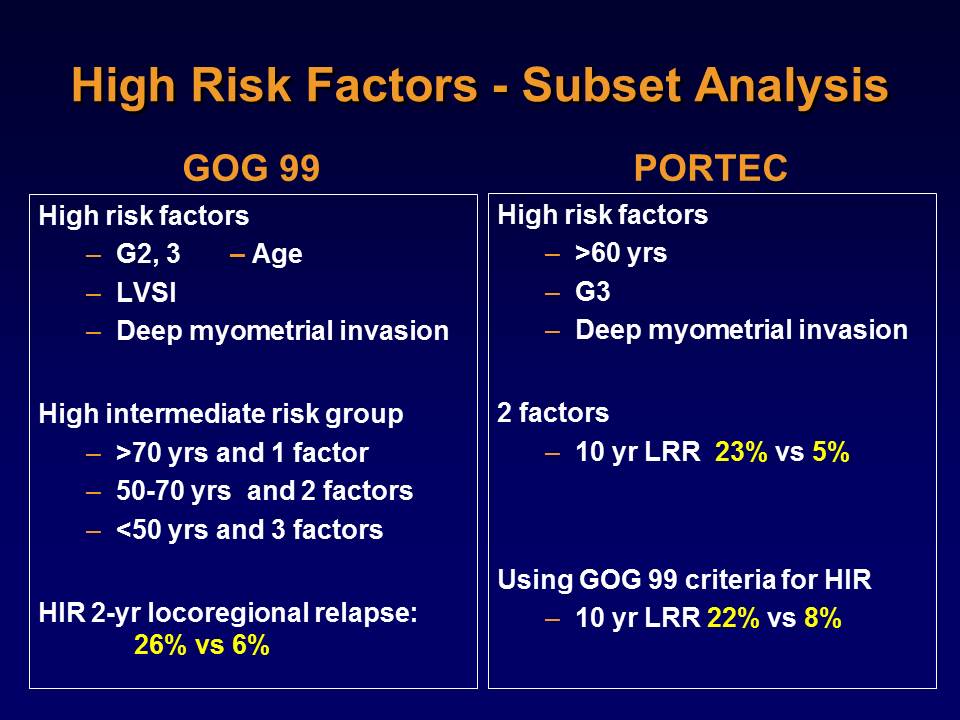 High Risk Factors - Subset Analysis
GOG 99
High risk factors
– G2, 3 – Age
– LVSI
– Deep myometrial invasion
High intermediate risk group
– >70 yrs and 1 factor
– 50-70 yrs and 2 factors
– <50 yrs and 3 factors
HIR 2-yr locoregional relapse:
26% vs 6%
PORTEC
High risk factors
– >60 yrs
– G3
– Deep myometrial invasion
2 factors
– 10 yr LRR 23% vs 5%
Using GOG 99 criteria for HIR
– 10 yr LRR 22% vs 8%